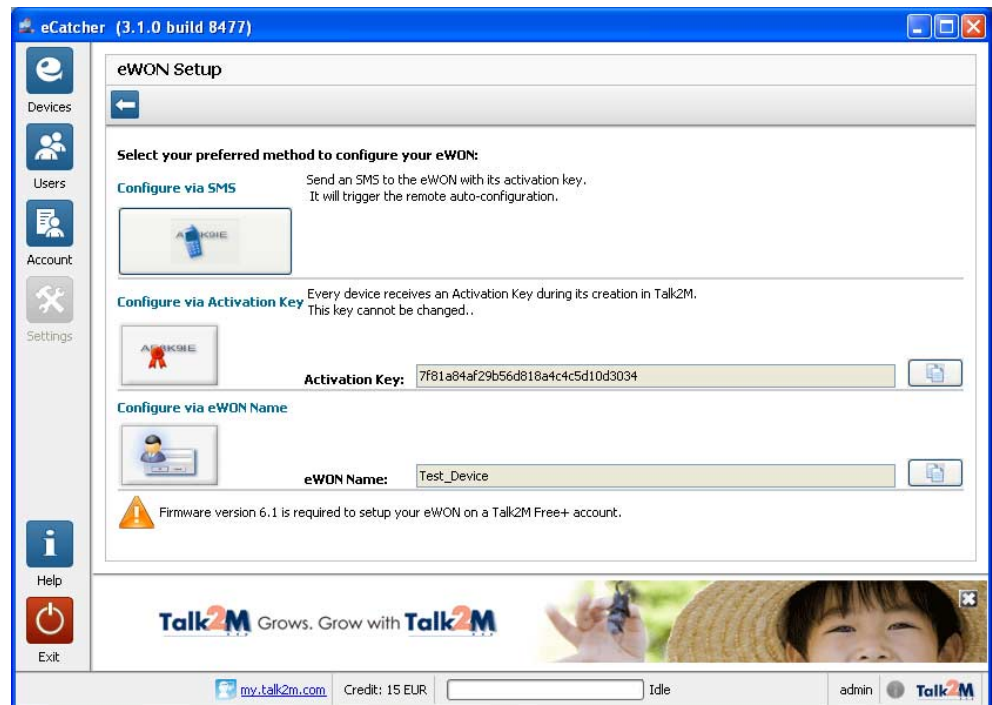 eCatcher (3.1.0 build 8477)
Devices
Users
Account
Settings
Help
Exit
eWON Setup
Select your preferred method to configure your eWON:
Configure via SMS
Send an SMS to the eWON with its activation key.
It will trigger the remote auto-configuration.
Configure via Activation Key
Every device receives an Activation Key during its creation in Talk2M.
This key cannot be changed..
Activation Key: 7f81a84af29b56d818a4c4c5d10d3034
Configure via eWON Name
eWON Name: Test_Device
Firmware version 6.1 is required to setup your eWON on a Talk2M Free+ account.
Talk2M Grows. Grow with Talk2M
my.talk2m.com Credit: 15 EUR Idle admin Talk2M